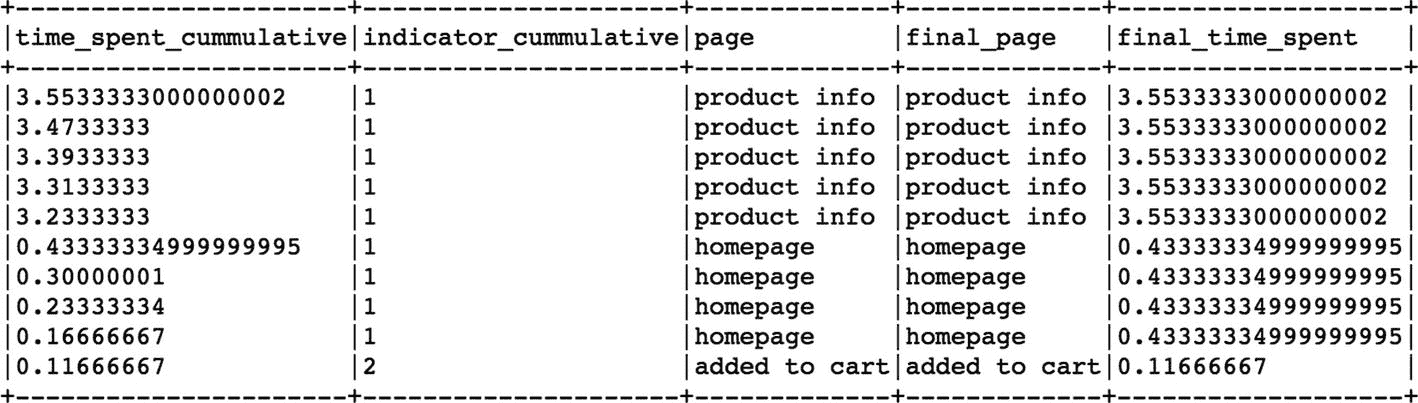 +----------------------+--------------------+-------------+-------------+-------------------+
|time_spent_cummulative|indicator_cummulative|page |final_page |final_time_spent |
+----------------------+--------------------+-------------+-------------+-------------------+
|3.5533333000000002 |1 |product info |product info |3.5533333000000002 |
|3.4733333 |1 |product info |product info |3.5533333000000002 |
|3.3933333 |1 |product info |product info |3.5533333000000002 |
|3.3133333 |1 |product info |product info |3.5533333000000002 |
|3.2333333 |1 |product info |product info |3.5533333000000002 |
|0.43333334999999995 |1 |homepage |homepage |0.43333334999999995|
|0.30000001 |1 |homepage |homepage |0.43333334999999995|
|0.23333334 |1 |homepage |homepage |0.43333334999999995|
|0.16666667 |1 |homepage |homepage |0.43333334999999995|
|0.11666667 |2 |added to cart|added to cart|0.11666667 |
+----------------------+--------------------+-------------+-------------+-------------------+